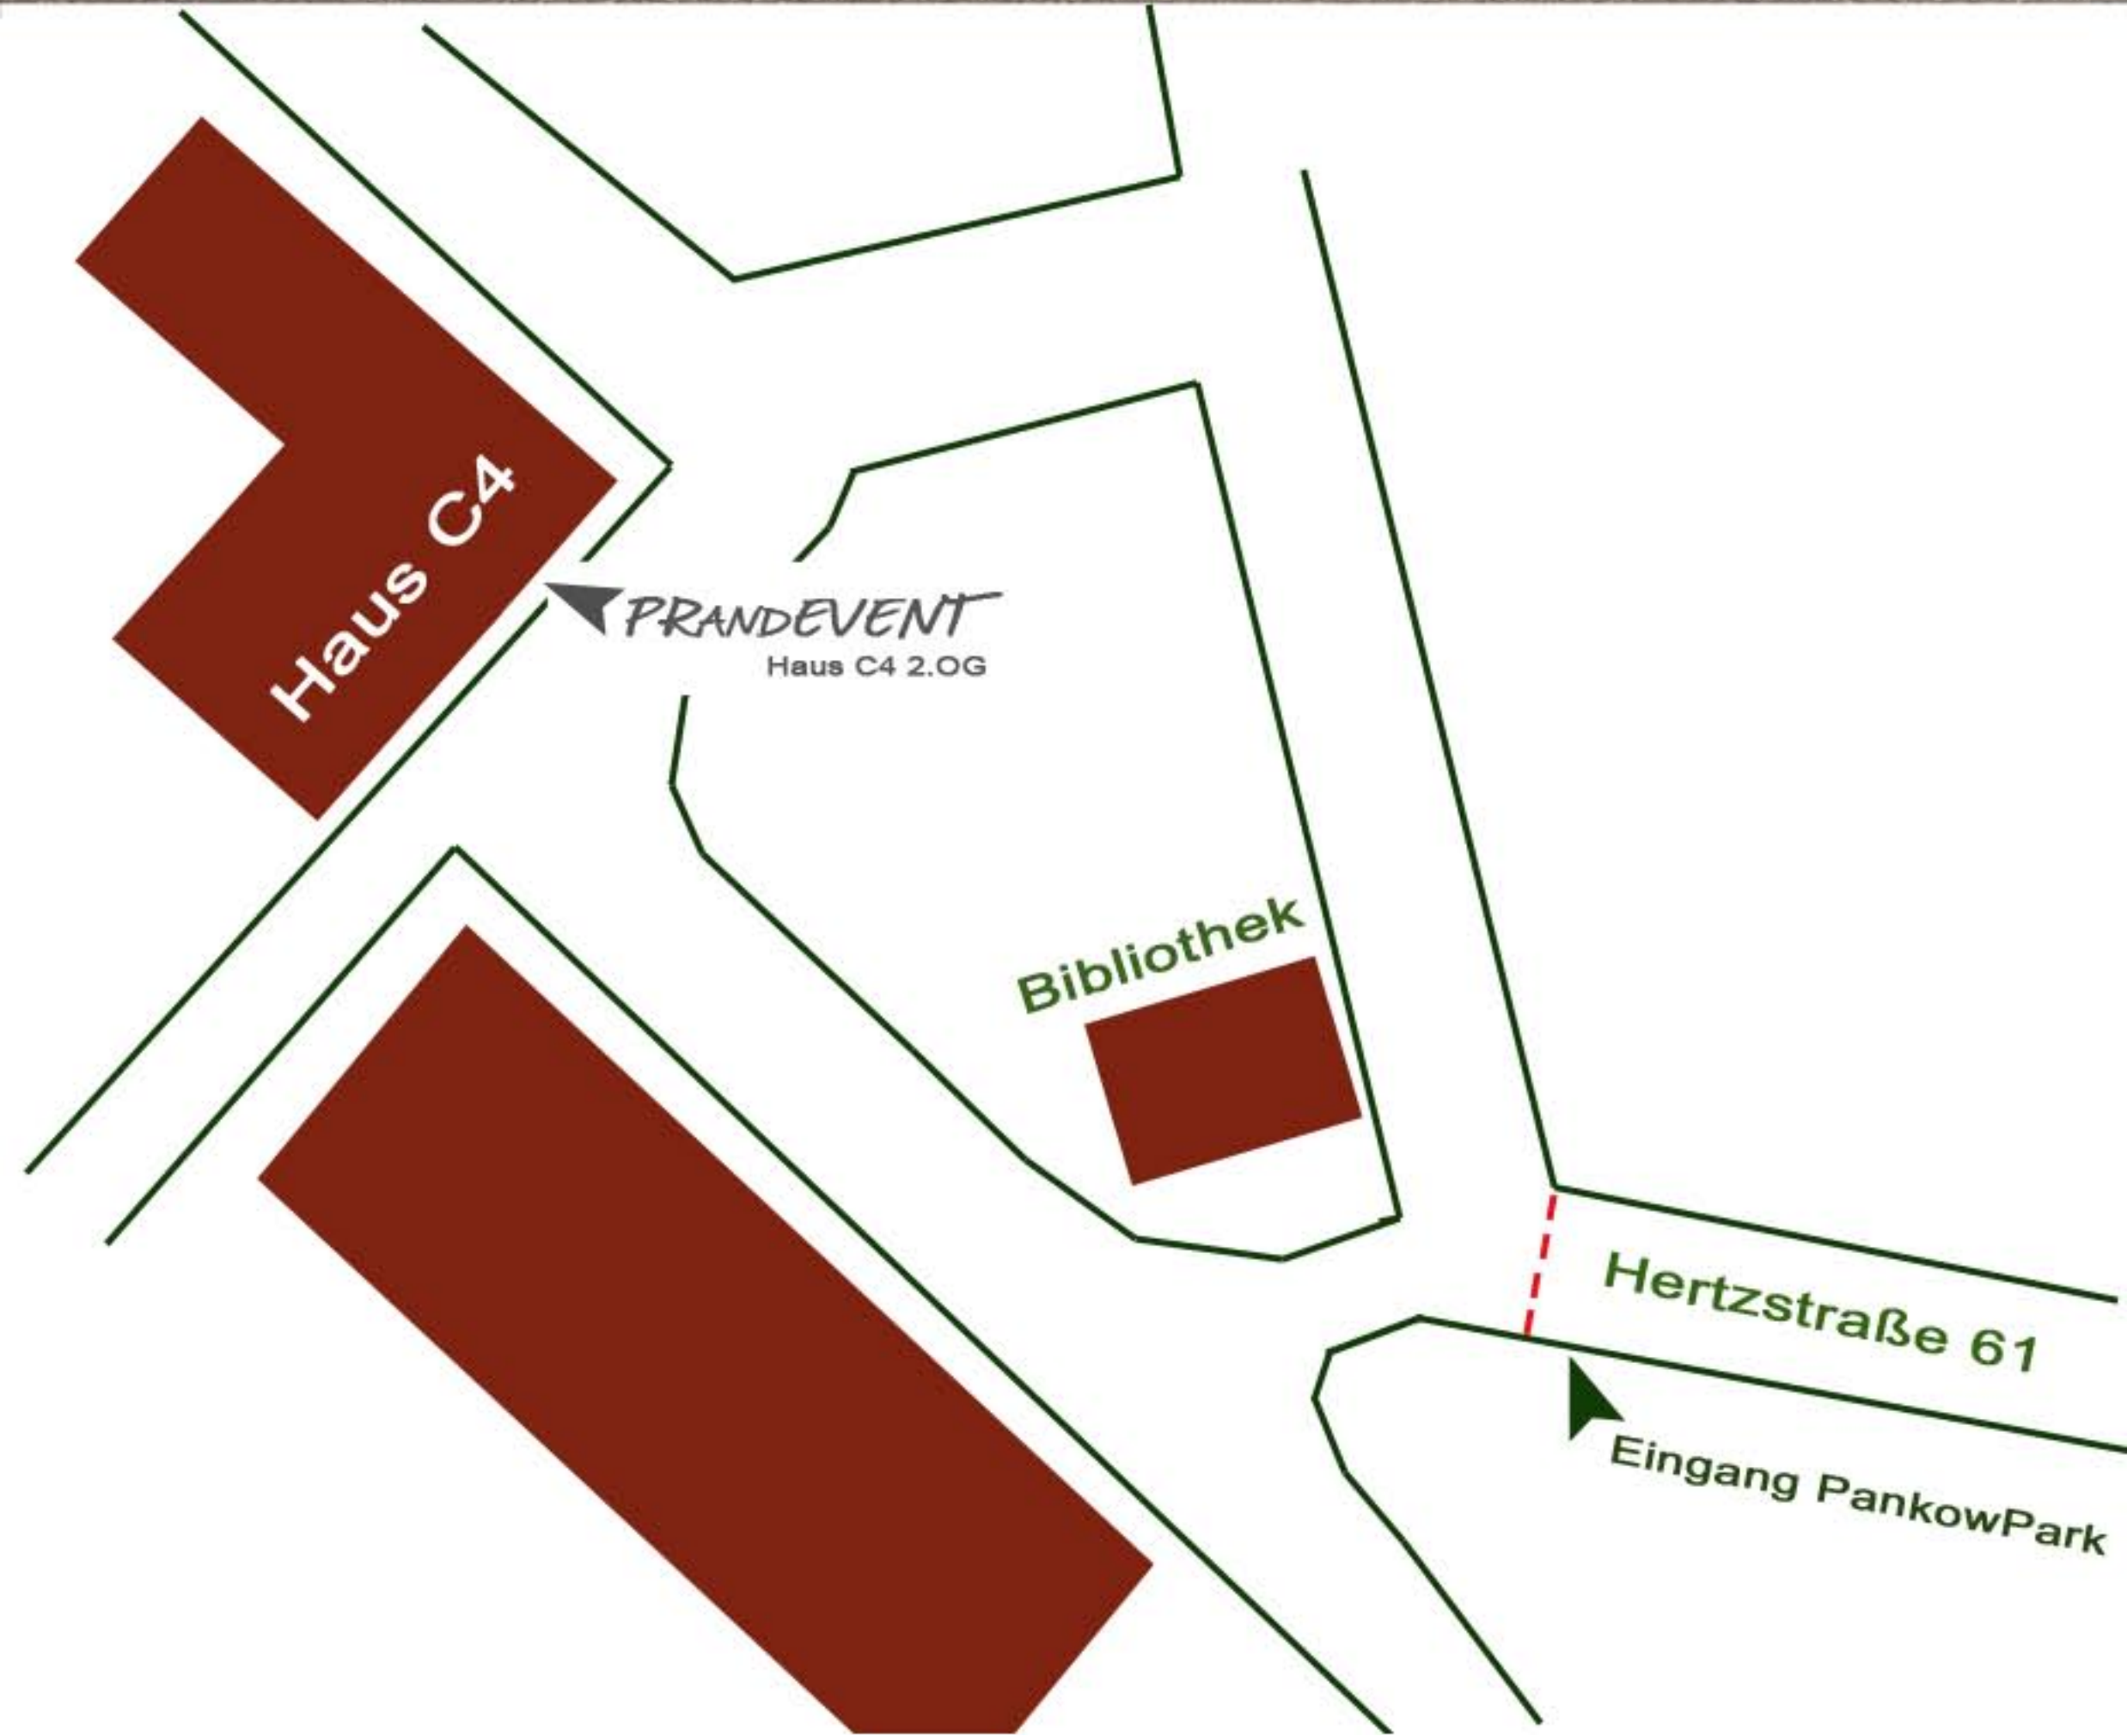 Haus C4
PRANDEVENT
Haus C4 2.OG
Bibliothek
Hertzstraße 61
Eingang PankowPark